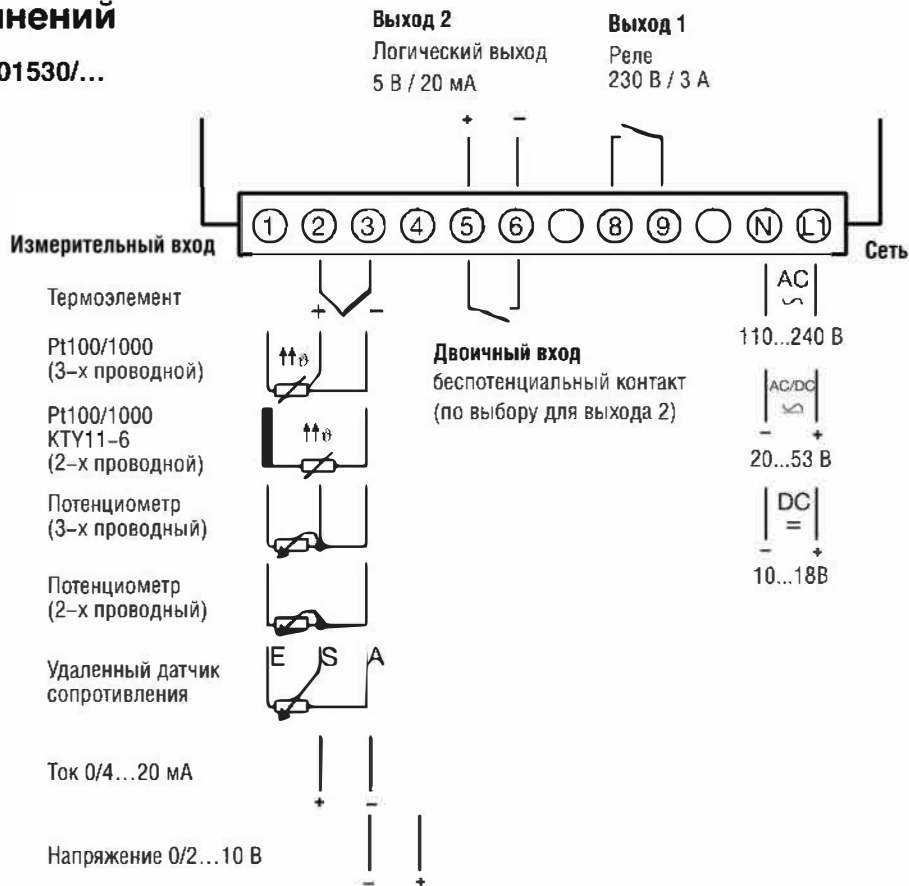 нений
01530/...
Выход 2
Логический выход
5 В / 20 мА
Выход 1
Реле
230 В / 3 А
+ −
Измерительный вход
1 2 3 4 5 6 8 9 N L1
Сеть
Термоэлемент
+ −
Pt100/1000
(3-х проводной)
ϑ
Pt100/1000
KTY11-6
(2-х проводной)
ϑ
Потенциометр
(3-х проводный)
Потенциометр
(2-х проводный)
Удаленный датчик
сопротивления
E S A
Ток 0/4...20 мА
+ −
Напряжение 0/2...10 В
− +
Двоичный вход
беспотенциальный контакт
(по выбору для выхода 2)
AC
110...240 В
AC/DC
− +
20...53 В
DC
=
− +
10...18В